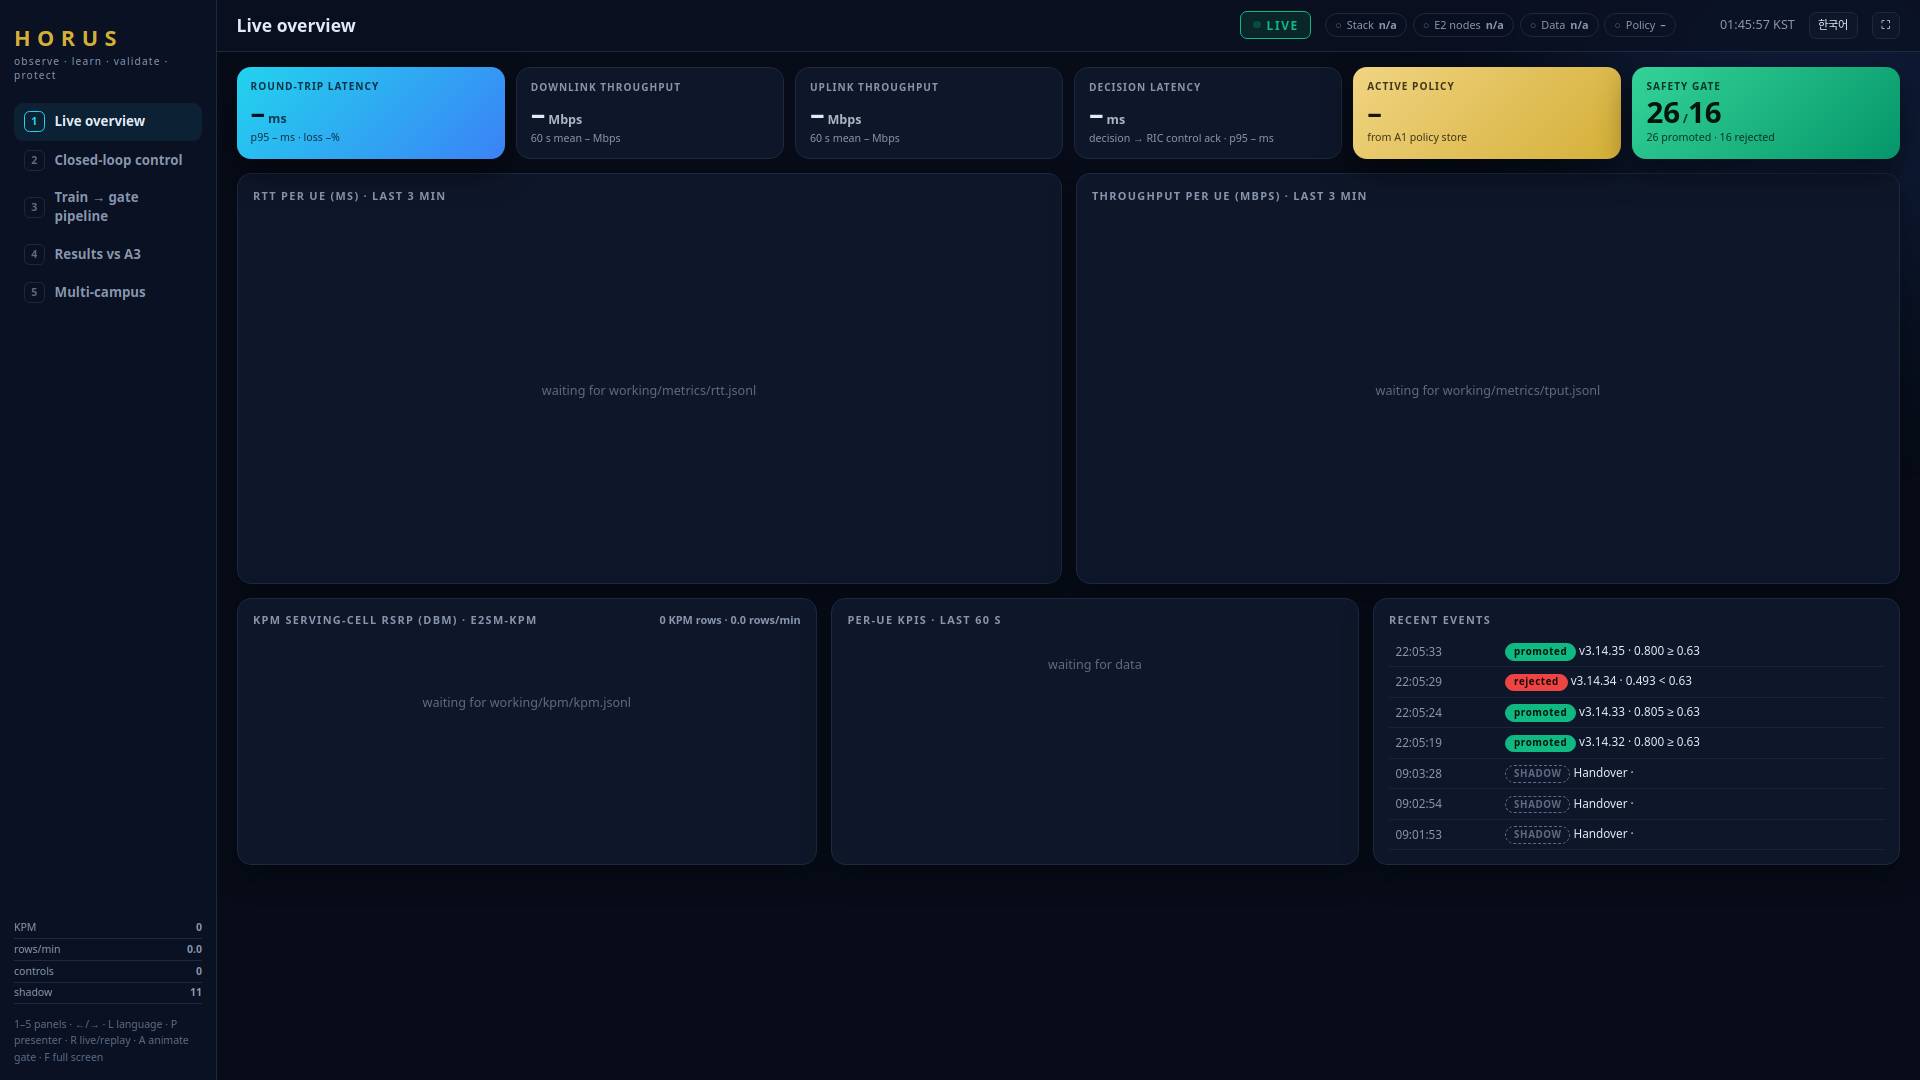 HORUS
observe · learn · validate ·
protect
1 Live overview
2 Closed-loop control
3 Train → gate
pipeline
4 Results vs A3
5 Multi-campus
KPM 0
rows/min 0.0
controls 0
shadow 11
1–5 panels · ←/→ · L language · P
presenter · R live/replay · A animate
gate · F full screen
Live overview
LIVE
Stack n/a
E2 nodes n/a
Data n/a
Policy –
01:45:57 KST
한국어
ROUND-TRIP LATENCY
– ms
p95 – ms · loss –%
DOWNLINK THROUGHPUT
– Mbps
60 s mean – Mbps
UPLINK THROUGHPUT
– Mbps
60 s mean – Mbps
DECISION LATENCY
– ms
decision → RIC control ack · p95 – ms
ACTIVE POLICY
–
from A1 policy store
SAFETY GATE
26/16
26 promoted · 16 rejected
RTT PER UE (MS) · LAST 3 MIN
waiting for working/metrics/rtt.jsonl
THROUGHPUT PER UE (MBPS) · LAST 3 MIN
waiting for working/metrics/tput.jsonl
KPM SERVING-CELL RSRP (DBM) · E2SM-KPM
0 KPM rows · 0.0 rows/min
waiting for working/kpm/kpm.jsonl
PER-UE KPIS · LAST 60 S
waiting for data
RECENT EVENTS
22:05:33 promoted v3.14.35 · 0.800 ≥ 0.63
22:05:29 rejected v3.14.34 · 0.493 < 0.63
22:05:24 promoted v3.14.33 · 0.805 ≥ 0.63
22:05:19 promoted v3.14.32 · 0.800 ≥ 0.63
09:03:28 SHADOW Handover ·
09:02:54 SHADOW Handover ·
09:01:53 SHADOW Handover ·